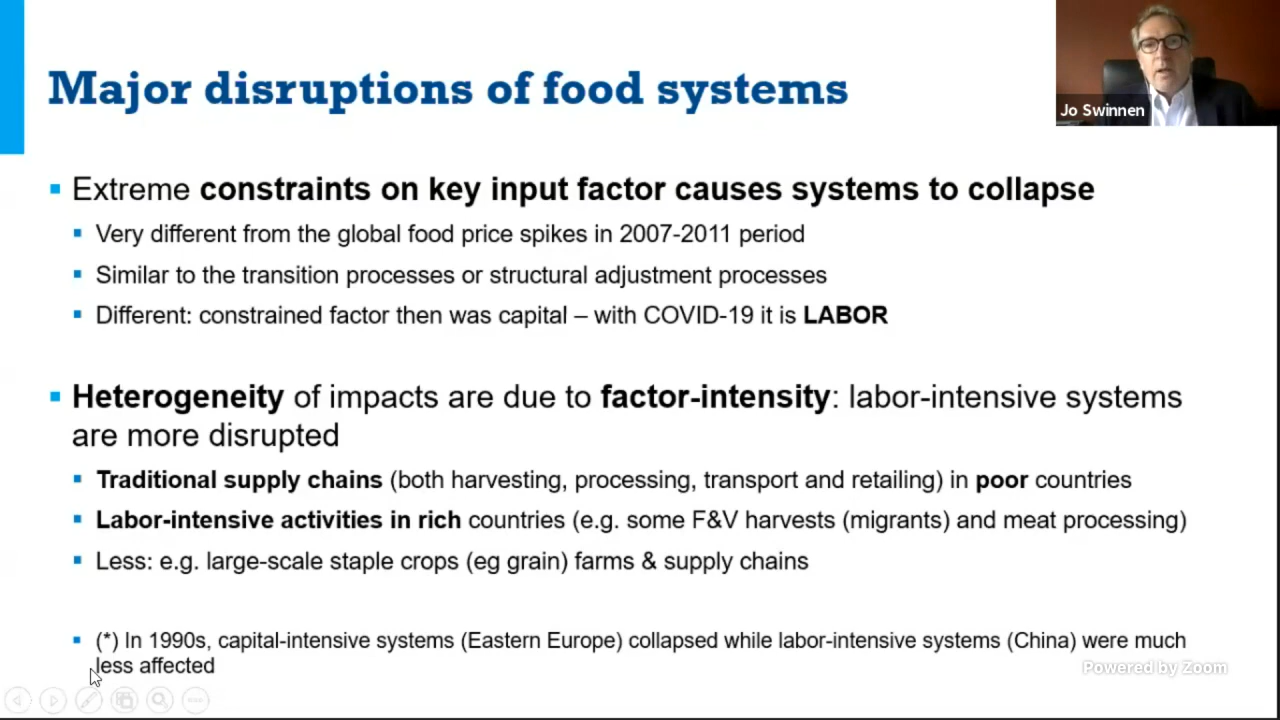 Major disruptions of food systems
Jo Swinnen
Extreme constraints on key input factor causes systems to collapse
Very different from the global food price spikes in 2007-2011 period
Similar to the transition processes or structural adjustment processes
Different: constrained factor then was capital – with COVID-19 it is LABOR
Heterogeneity of impacts are due to factor-intensity: labor-intensive systems
are more disrupted
Traditional supply chains (both harvesting, processing, transport and retailing) in poor countries
Labor-intensive activities in rich countries (e.g. some F&V harvests (migrants) and meat processing)
Less: e.g. large-scale staple crops (eg grain) farms & supply chains
(*) In 1990s, capital-intensive systems (Eastern Europe) collapsed while labor-intensive systems (China) were much
less affected
Powered by Zoom